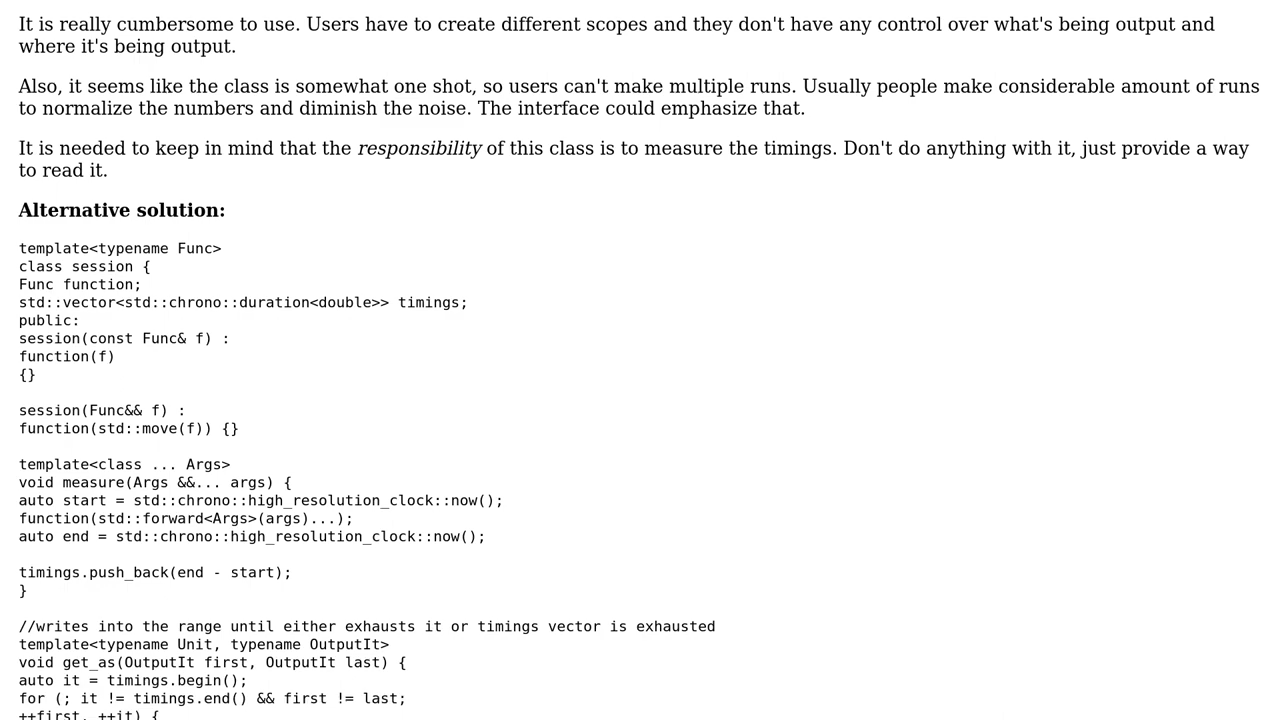 It is really cumbersome to use. Users have to create different scopes and they don't have any control over what's being output and
where it's being output.
Also, it seems like the class is somewhat one shot, so users can't make multiple runs. Usually people make considerable amount of runs
to normalize the numbers and diminish the noise. The interface could emphasize that.
It is needed to keep in mind that the responsibility of this class is to measure the timings. Don't do anything with it, just provide a way
to read it.
Alternative solution:
template<typename Func>
class session {
Func function;
std::vector<std::chrono::duration<double>> timings;
public:
session(const Func& f) :
function(f)
{}
session(Func&& f) :
function(std::move(f)) {}
template<class ... Args>
void measure(Args &&... args) {
auto start = std::chrono::high_resolution_clock::now();
function(std::forward<Args>(args)...);
auto end = std::chrono::high_resolution_clock::now();
timings.push_back(end - start);
}
//writes into the range until either exhausts it or timings vector is exhausted
template<typename Unit, typename OutputIt>
void get_as(OutputIt first, OutputIt last) {
auto it = timings.begin();
for (; it != timings.end() && first != last;
++first, ++it) {